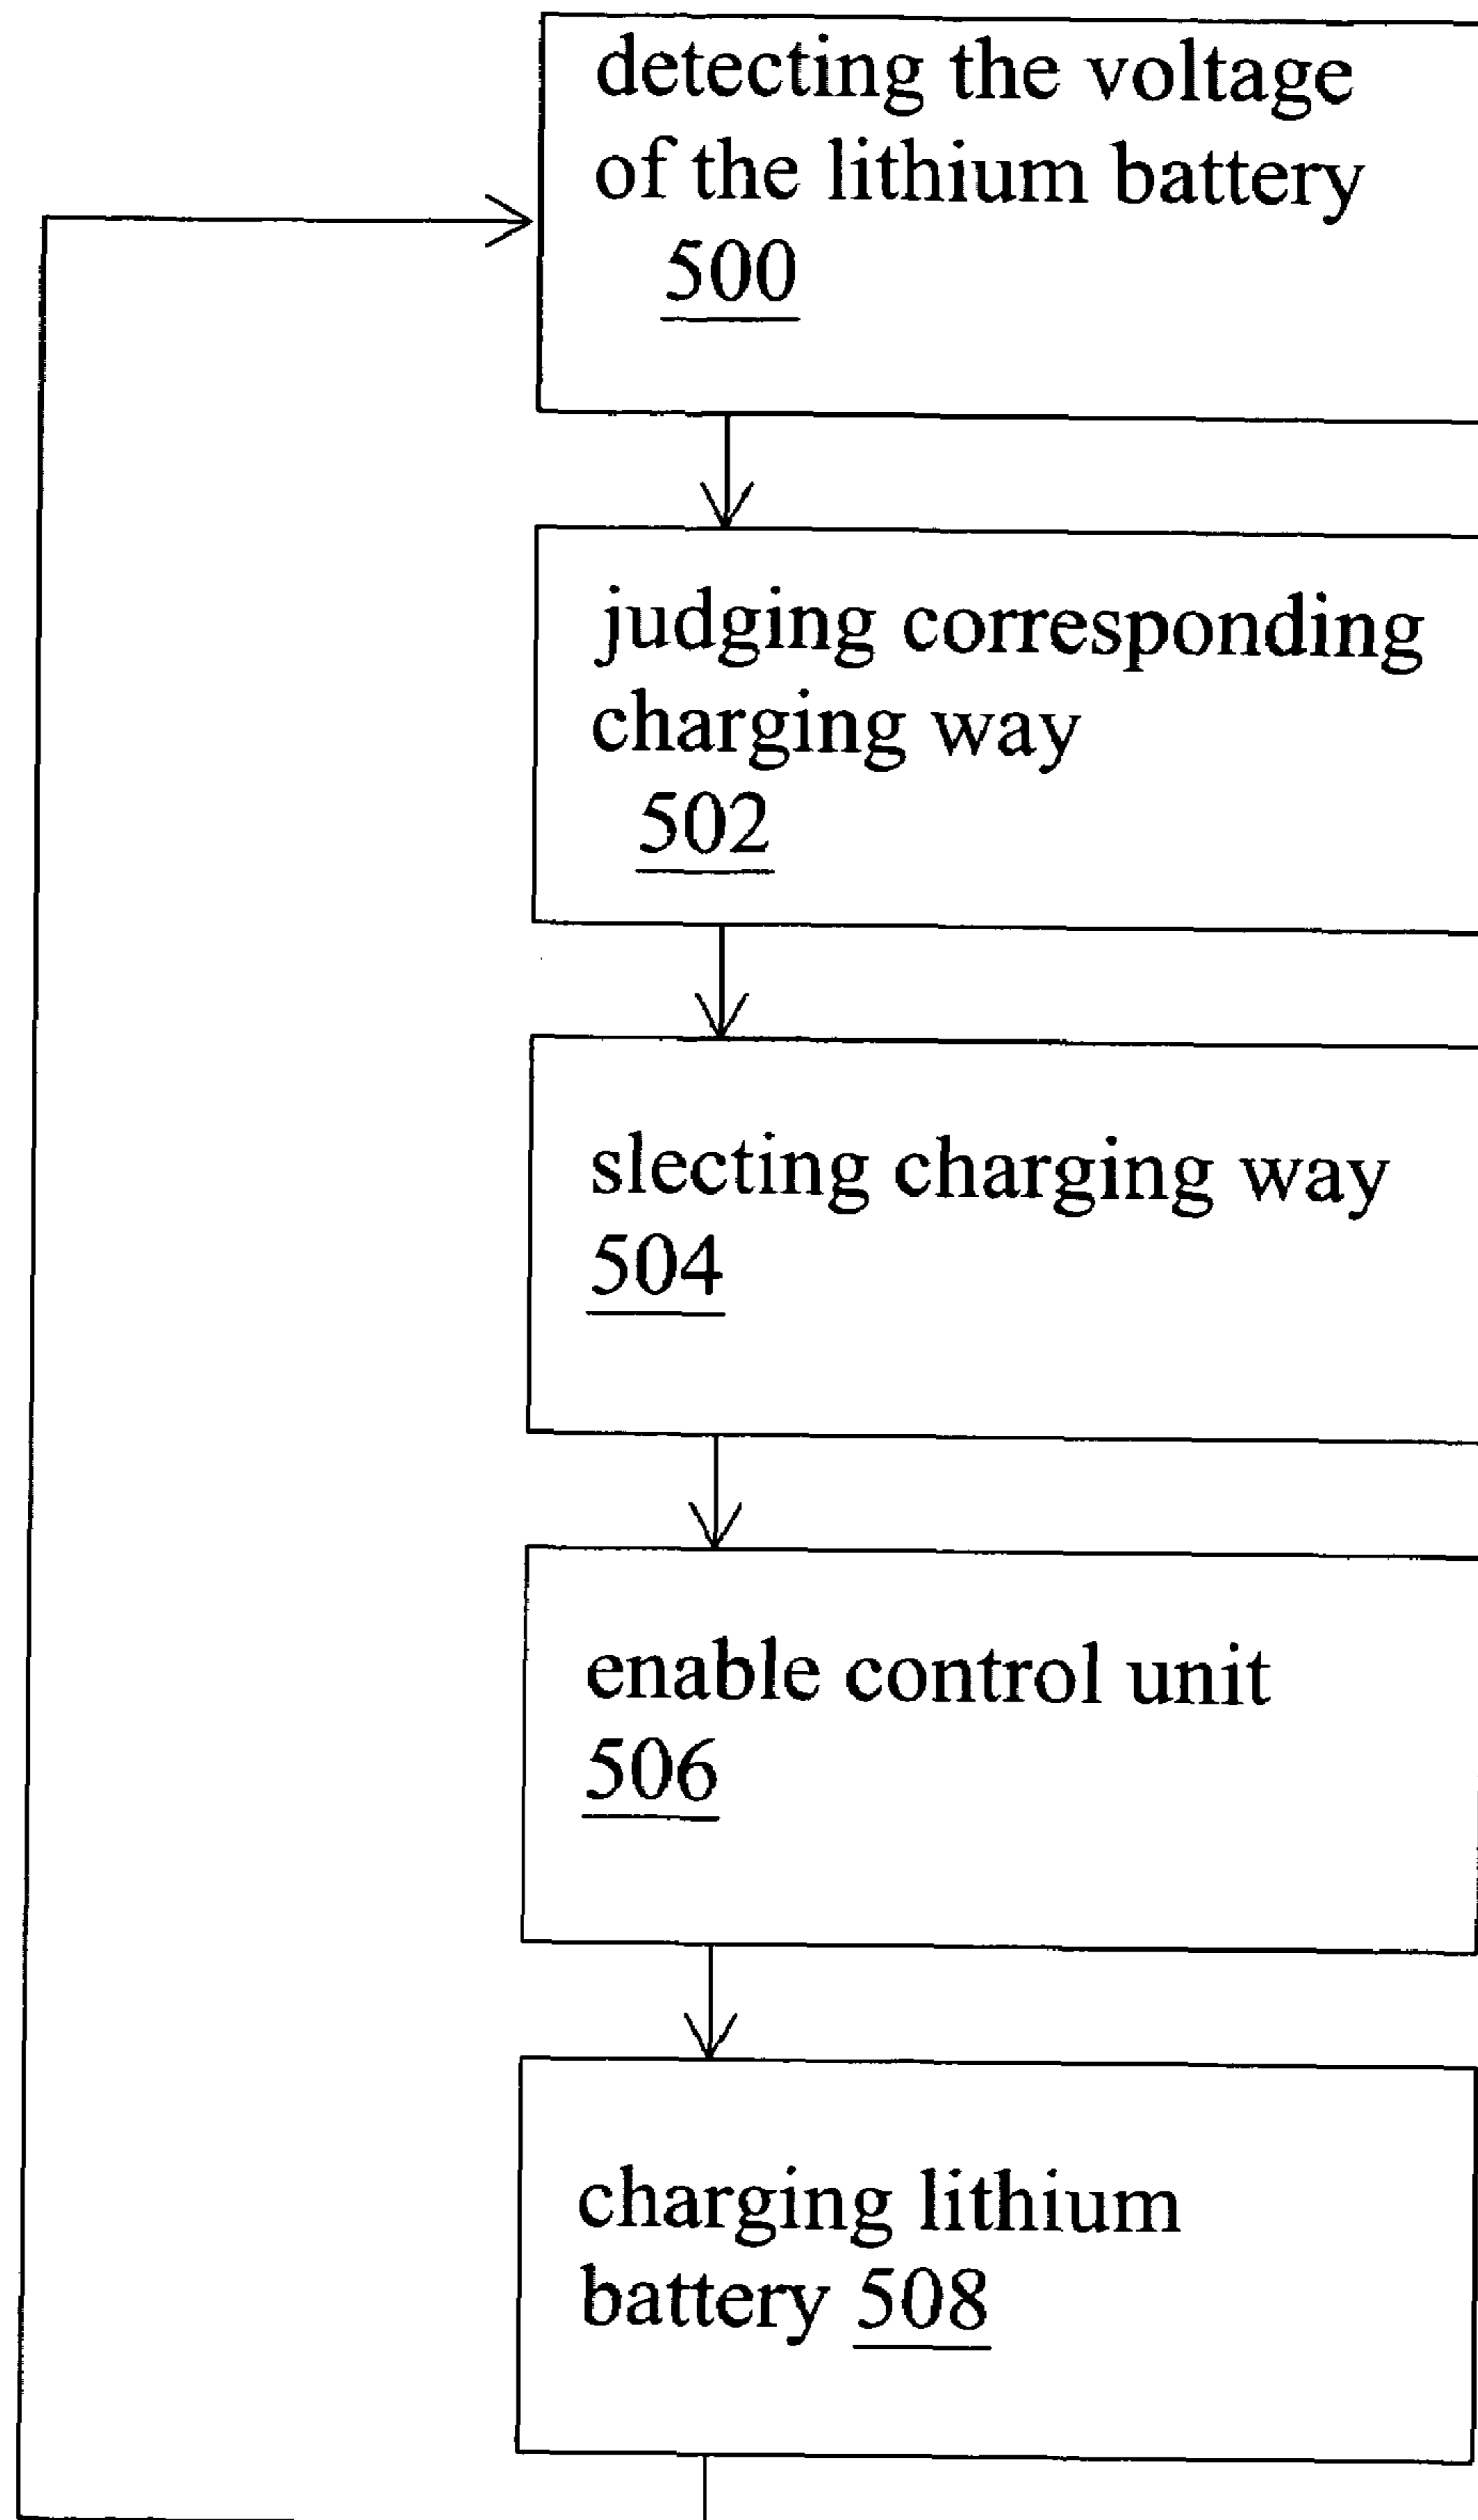 detecting the voltage
of the lithium battery
500
judging corresponding
charging way
502
slecting charging way
504
enable control unit
506
charging lithium
battery 508